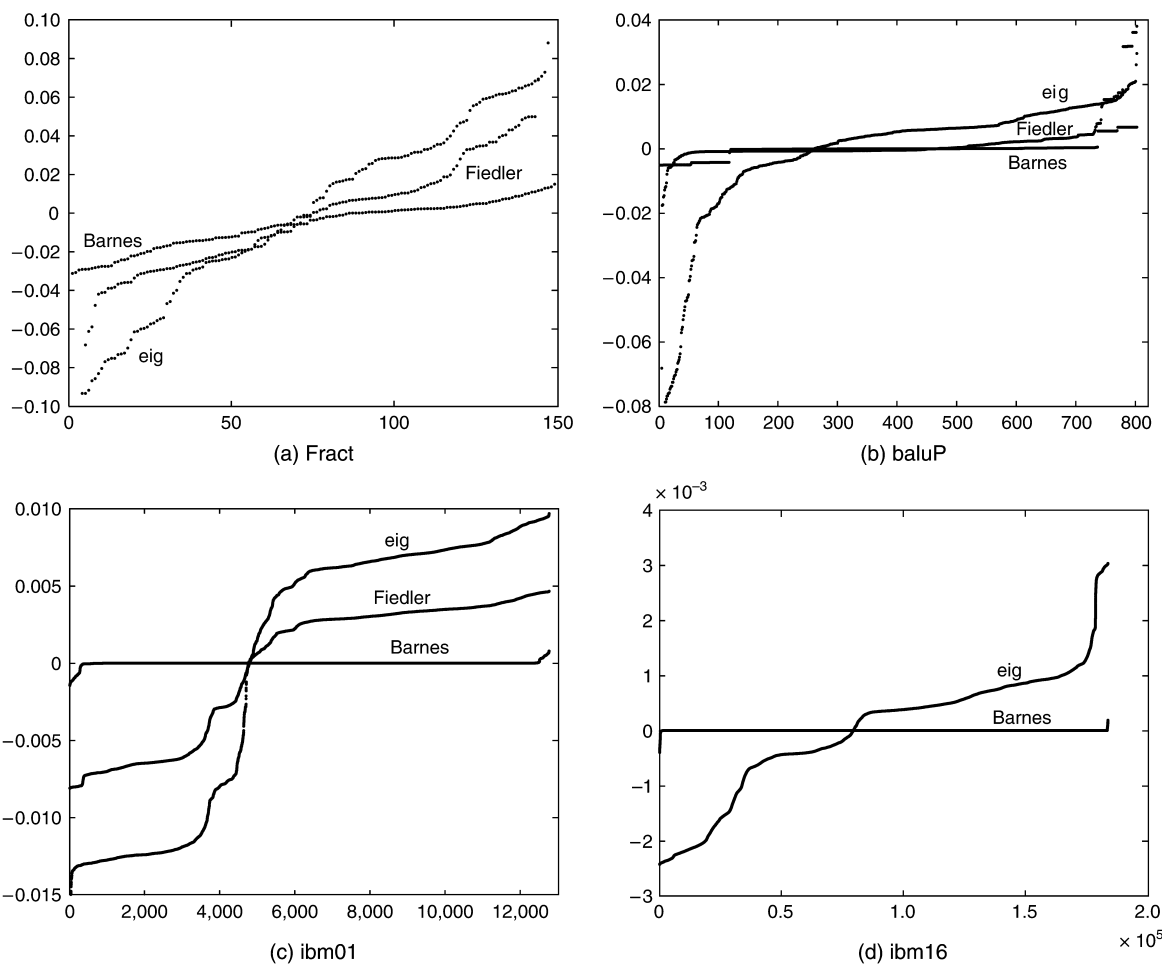 0.10
0.08
0.06
0.04
0.02
0
−0.02
−0.04
−0.06
−0.08
−0.10
Barnes
Fiedler
eig
0 50 100 150
(a) Fract
0.04
0.02
0
−0.02
−0.04
−0.06
−0.08
eig
Fiedler
Barnes
0 100 200 300 400 500 600 700 800
(b) baluP
0.010
0.005
0
−0.005
−0.010
−0.015
eig
Fiedler
Barnes
0 2,000 4,000 6,000 8,000 10,000 12,000
(c) ibm01
× 10⁻³
4
3
2
1
0
−1
−2
−3
eig
Barnes
0 0.5 1.0 1.5 2.0
× 10⁵
(d) ibm16